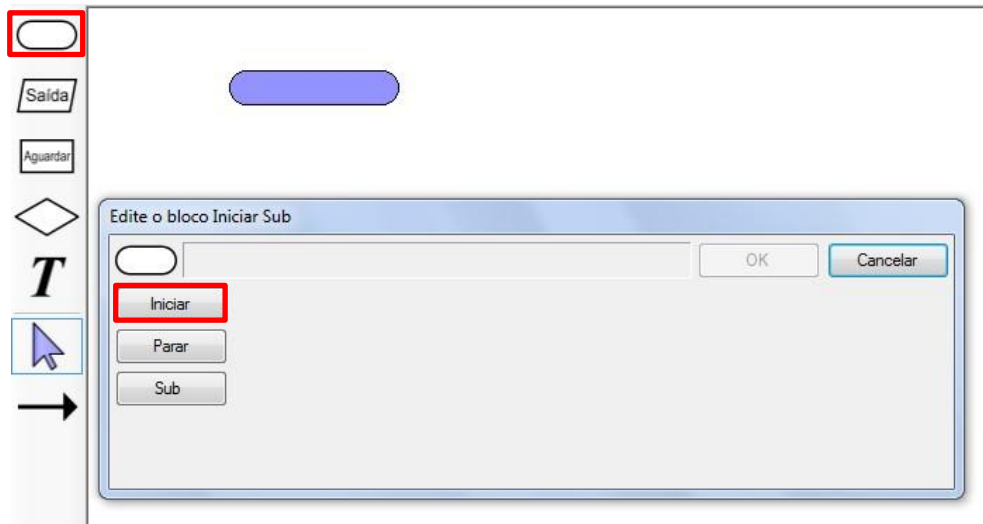 Saída
Aguardar
T
Edite o bloco Iniciar Sub
OK
Cancelar
Iniciar
Parar
Sub